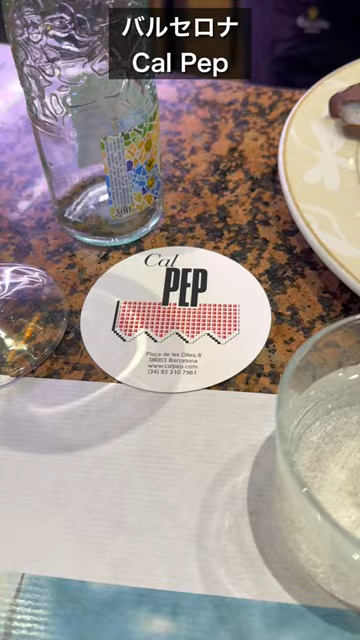 バルセロナ
Cal Pep
Cal
PEP
Plaça de les Olles, 8
08003 Barcelona
www.calpep.com
(34) 93 310 7961